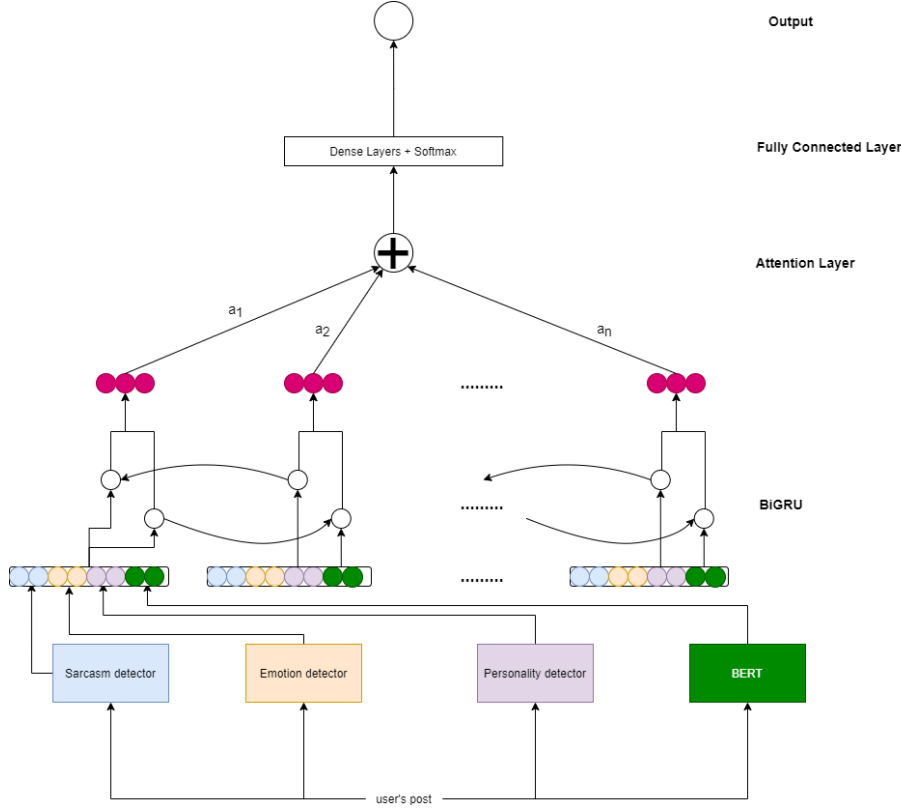 Output
Dense Layers + Softmax
Fully Connected Layer
Attention Layer
a1
a2
an
.........
BiGRU
.........
.........
Sarcasm detector
Emotion detector
Personality detector
BERT
user's post